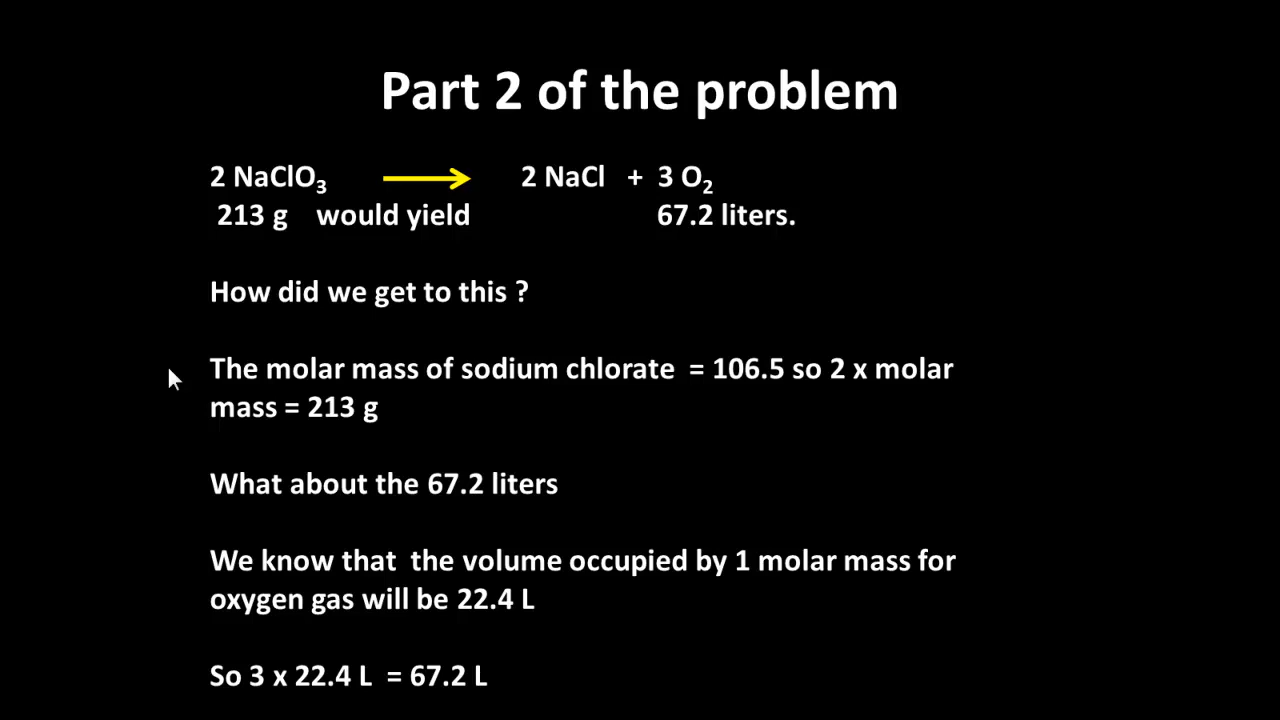 Part 2 of the problem
2 NaClO₃ → 2 NaCl + 3 O₂
213 g would yield 67.2 liters.
How did we get to this ?
The molar mass of sodium chlorate = 106.5 so 2 x molar
mass = 213 g
What about the 67.2 liters
We know that the volume occupied by 1 molar mass for
oxygen gas will be 22.4 L
So 3 x 22.4 L = 67.2 L